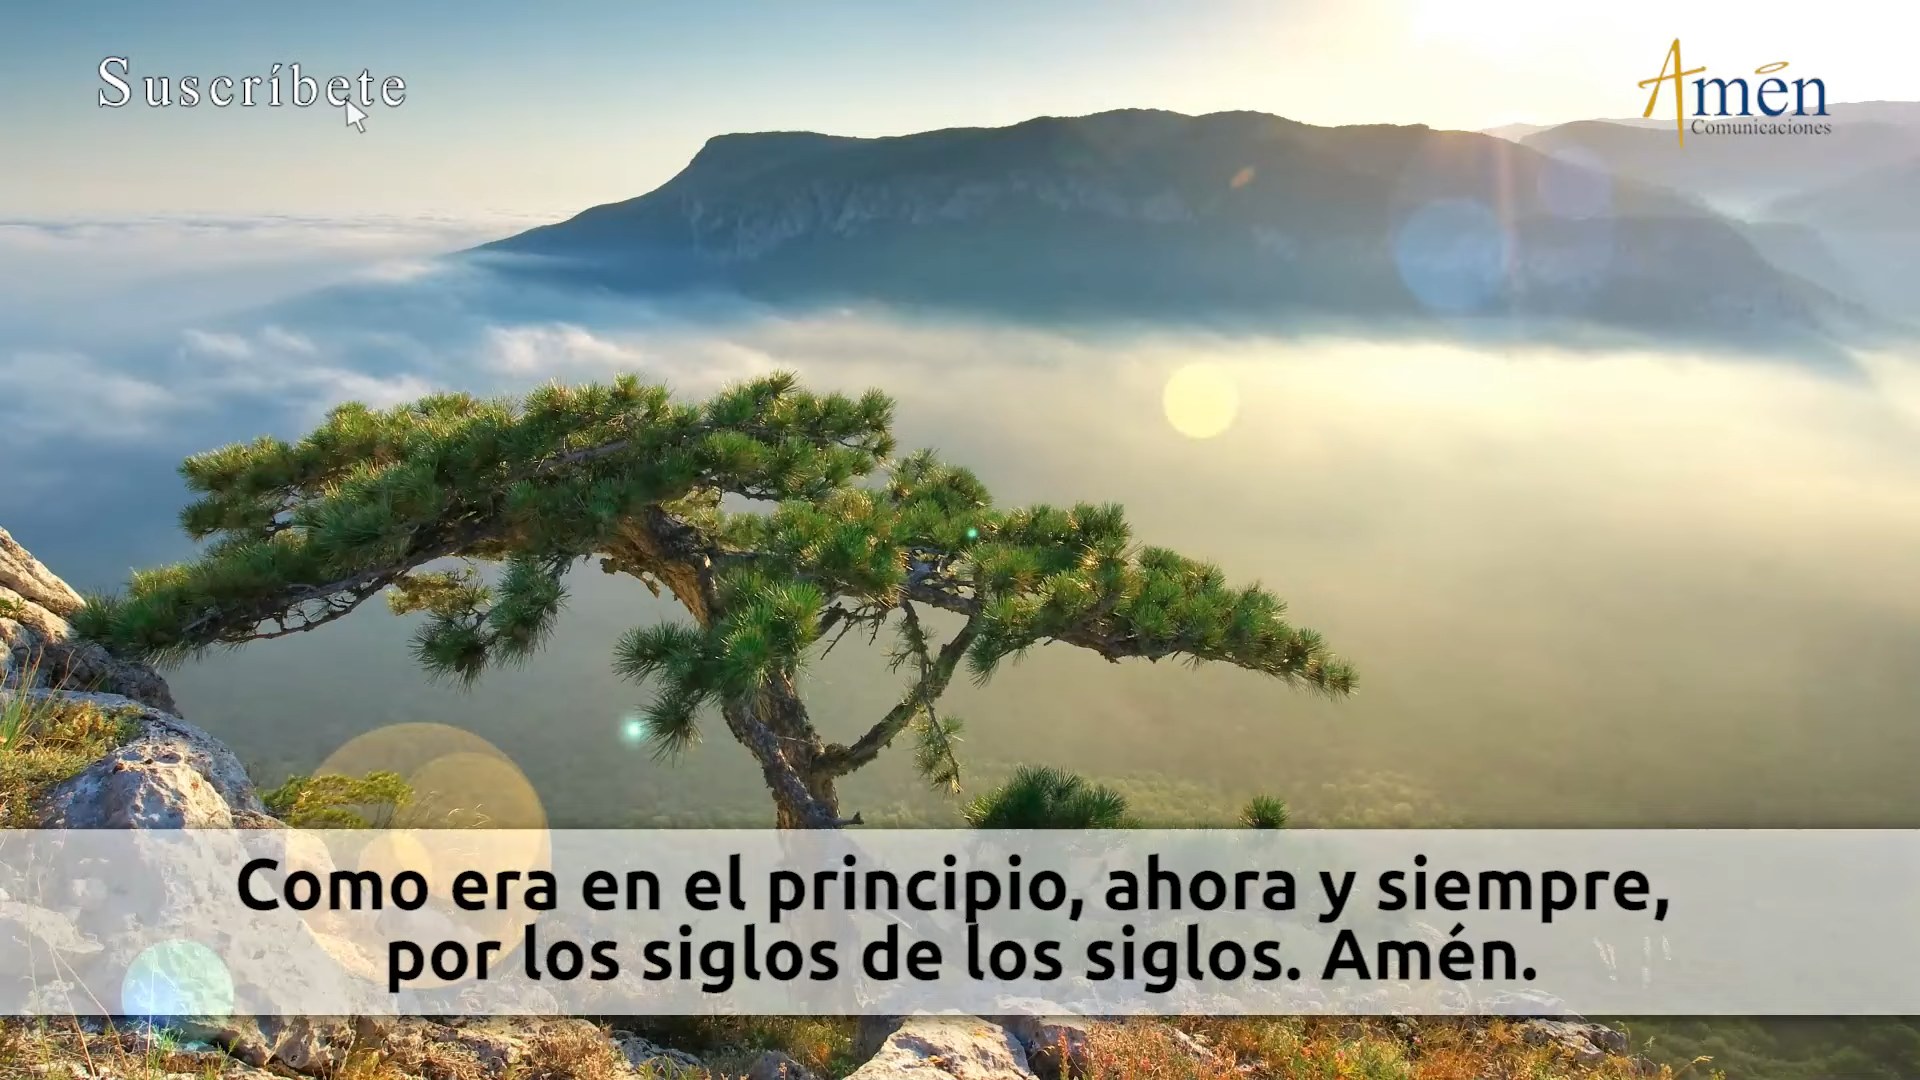 Suscríbete
Amén
Comunicaciones
Como era en el principio, ahora y siempre,
por los siglos de los siglos. Amén.